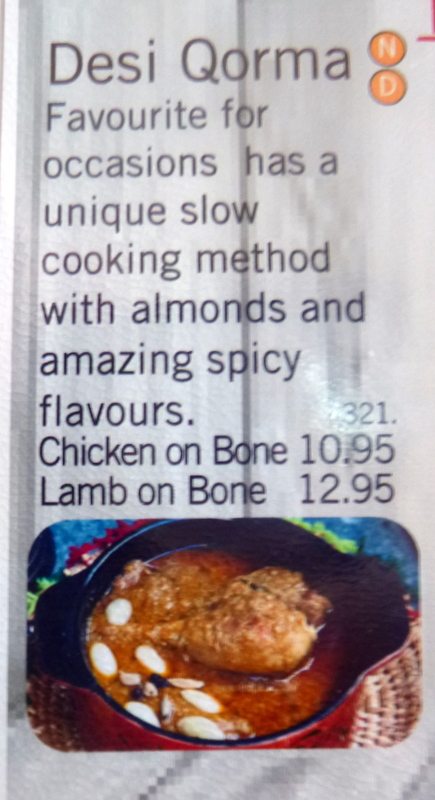 Desi Qorma N
D
Favourite for
occasions has a
unique slow
cooking method
with almonds and
amazing spicy
flavours. 321.
Chicken on Bone 10.95
Lamb on Bone 12.95